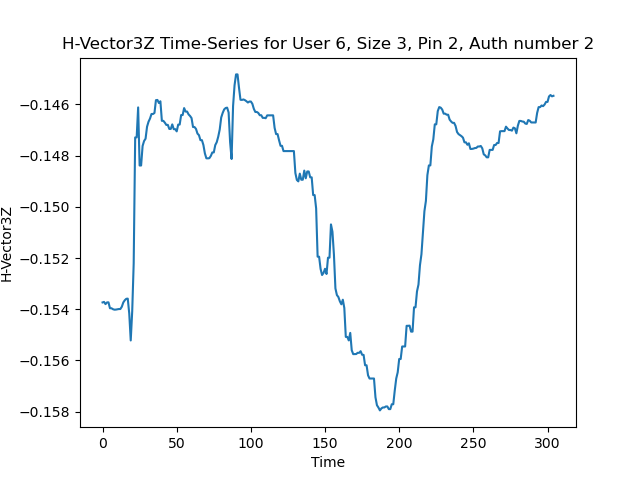 H-Vector3Z Time-Series for User 6, Size 3, Pin 2, Auth number 2
−0.146
−0.148
−0.150
−0.152
−0.154
−0.156
−0.158
H-Vector3Z
0 50 100 150 200 250 300
Time